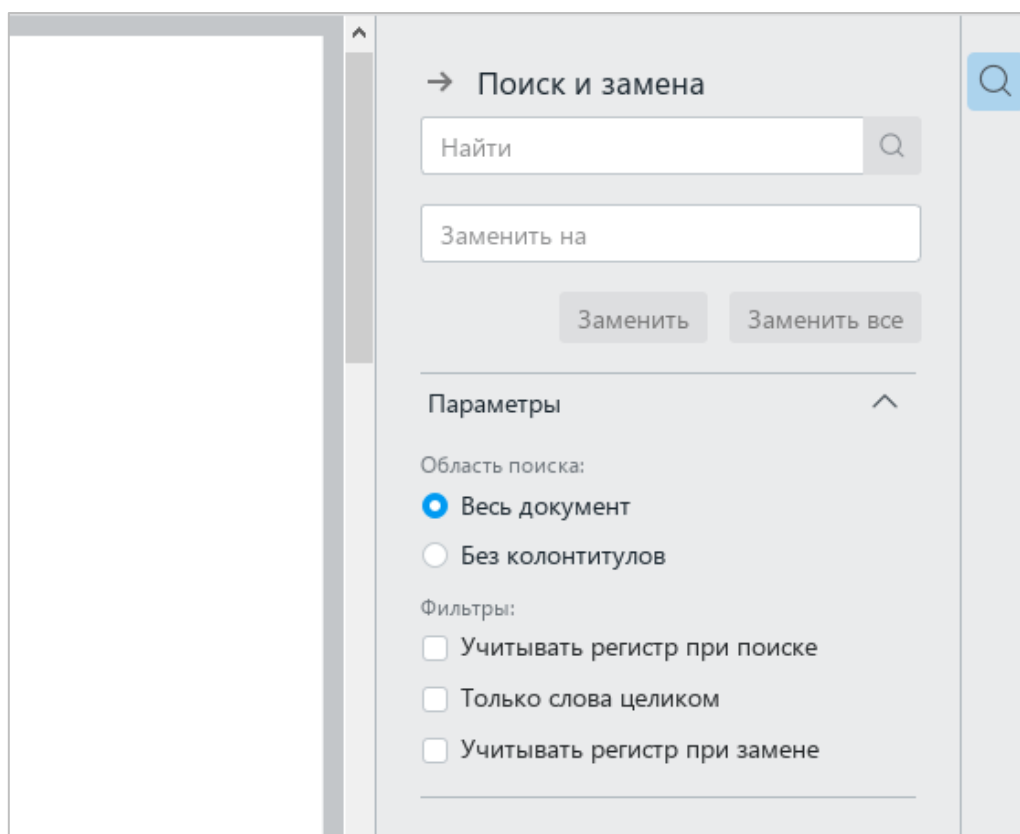 Поиск и замена
Найти
Заменить на
Заменить Заменить все
Параметры
Область поиска:
Весь документ
Без колонтитулов
Фильтры:
Учитывать регистр при поиске
Только слова целиком
Учитывать регистр при замене